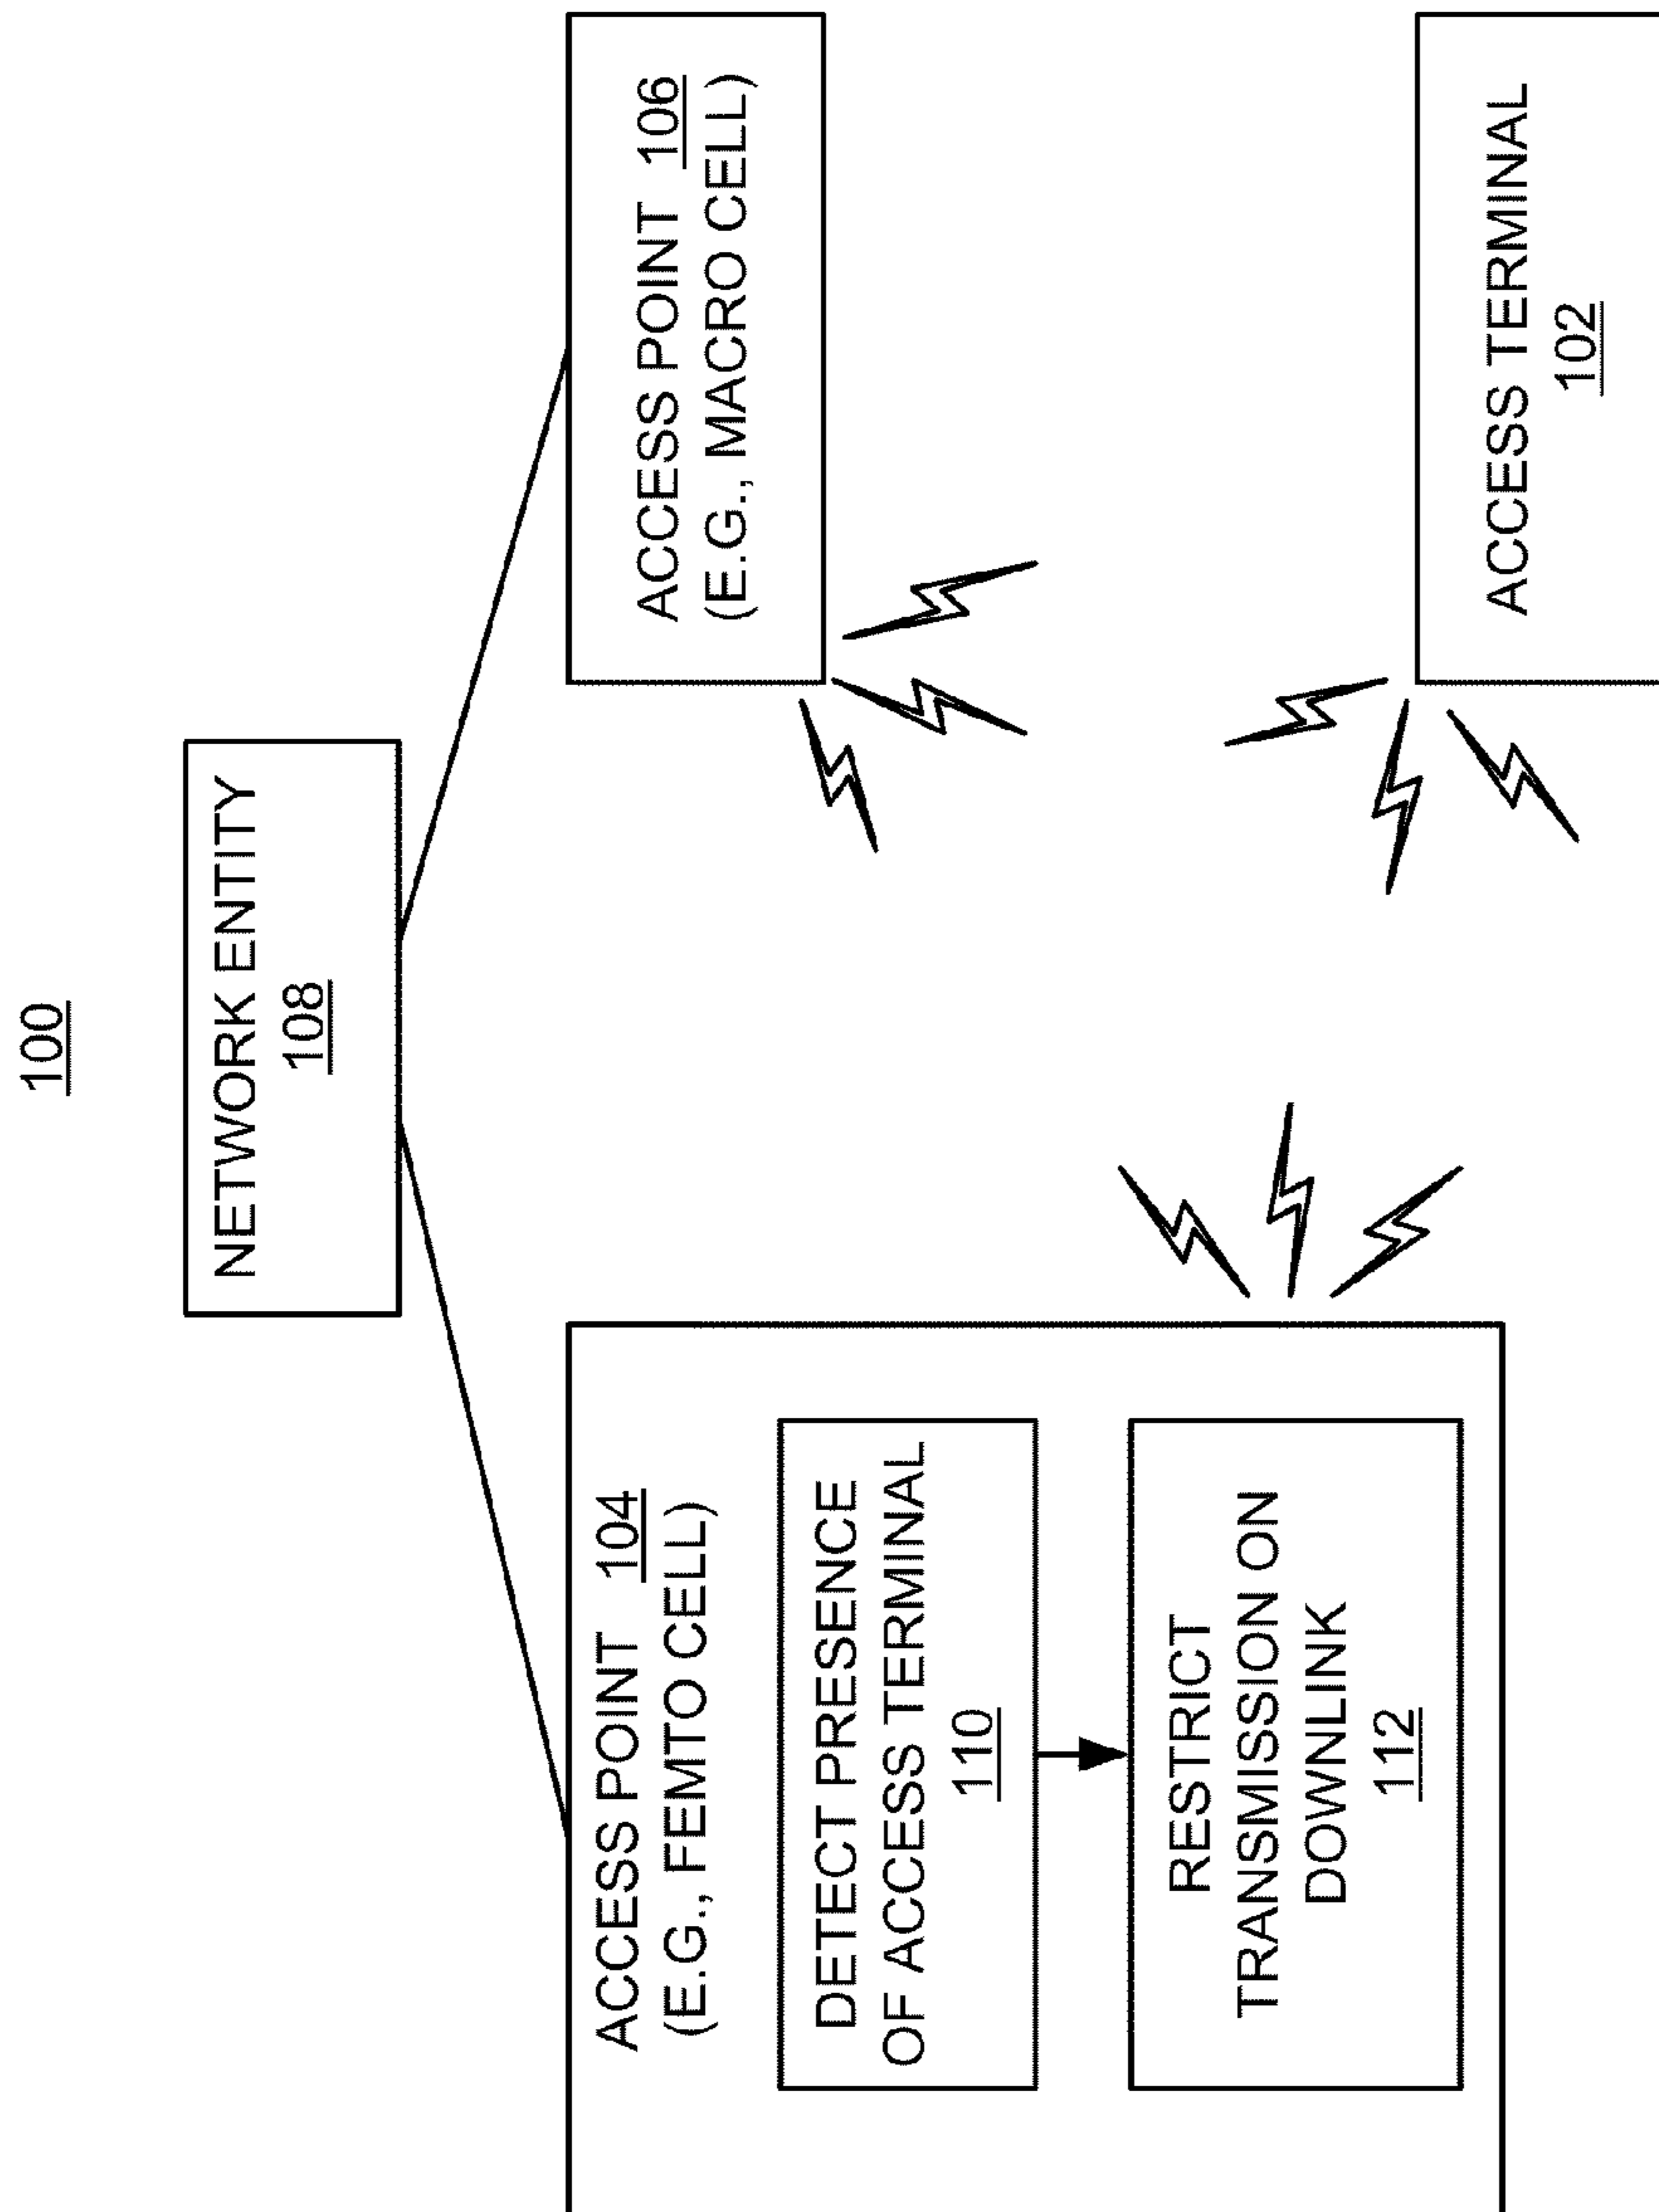 100
NETWORK ENTITY
108
ACCESS POINT 104
(E.G., FEMTO CELL)
DETECT PRESENCE
OF ACCESS TERMINAL
110
RESTRICT
TRANSMISSION ON
DOWNLINK
112
ACCESS POINT 106
(E.G., MACRO CELL)
ACCESS TERMINAL
102